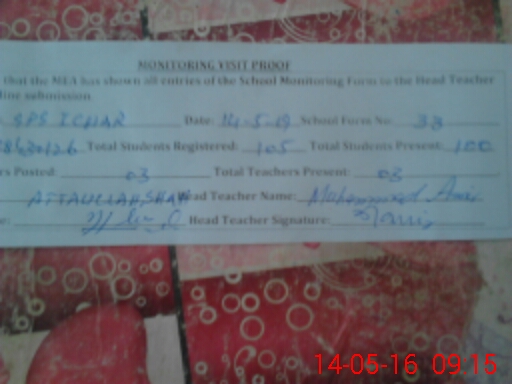 MONITORING VISIT PROOF
that the MEA has shown all entries of the School Monitoring Form to the Head Teacher
line submission.
GPS ICHAR Date: 14-5-19 School Form No: 33
Total Students Registered: 105 Total Students Present: 100
rs Posted: 03 Total Teachers Present: 03
ATTAULLAH SHAH Head Teacher Name: Muhammad Amir
e: Head Teacher Signature:
14-05-16 09:15